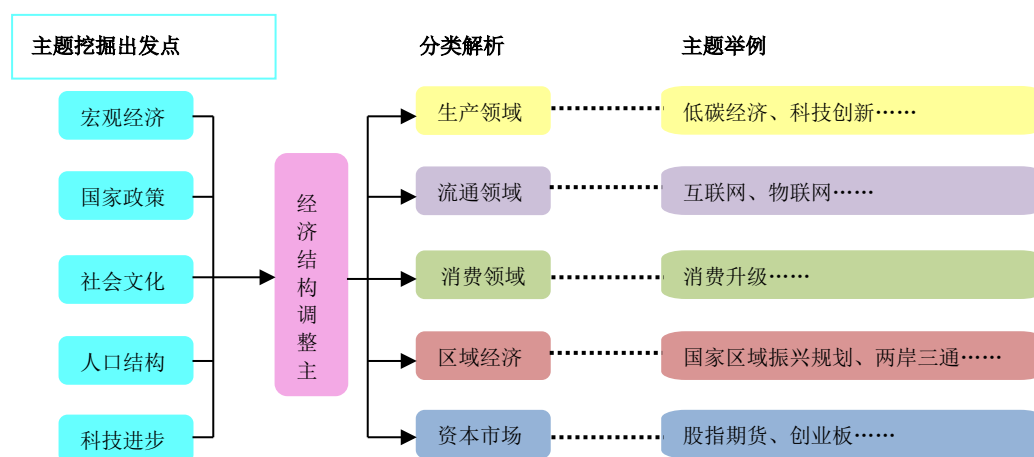 主题挖掘出发点
分类解析
主题举例
宏观经济
国家政策
社会文化
人口结构
科技进步
经济结构调整主
生产领域
低碳经济、科技创新……
流通领域
互联网、物联网……
消费领域
消费升级……
区域经济
国家区域振兴规划、两岸三通……
资本市场
股指期货、创业板……